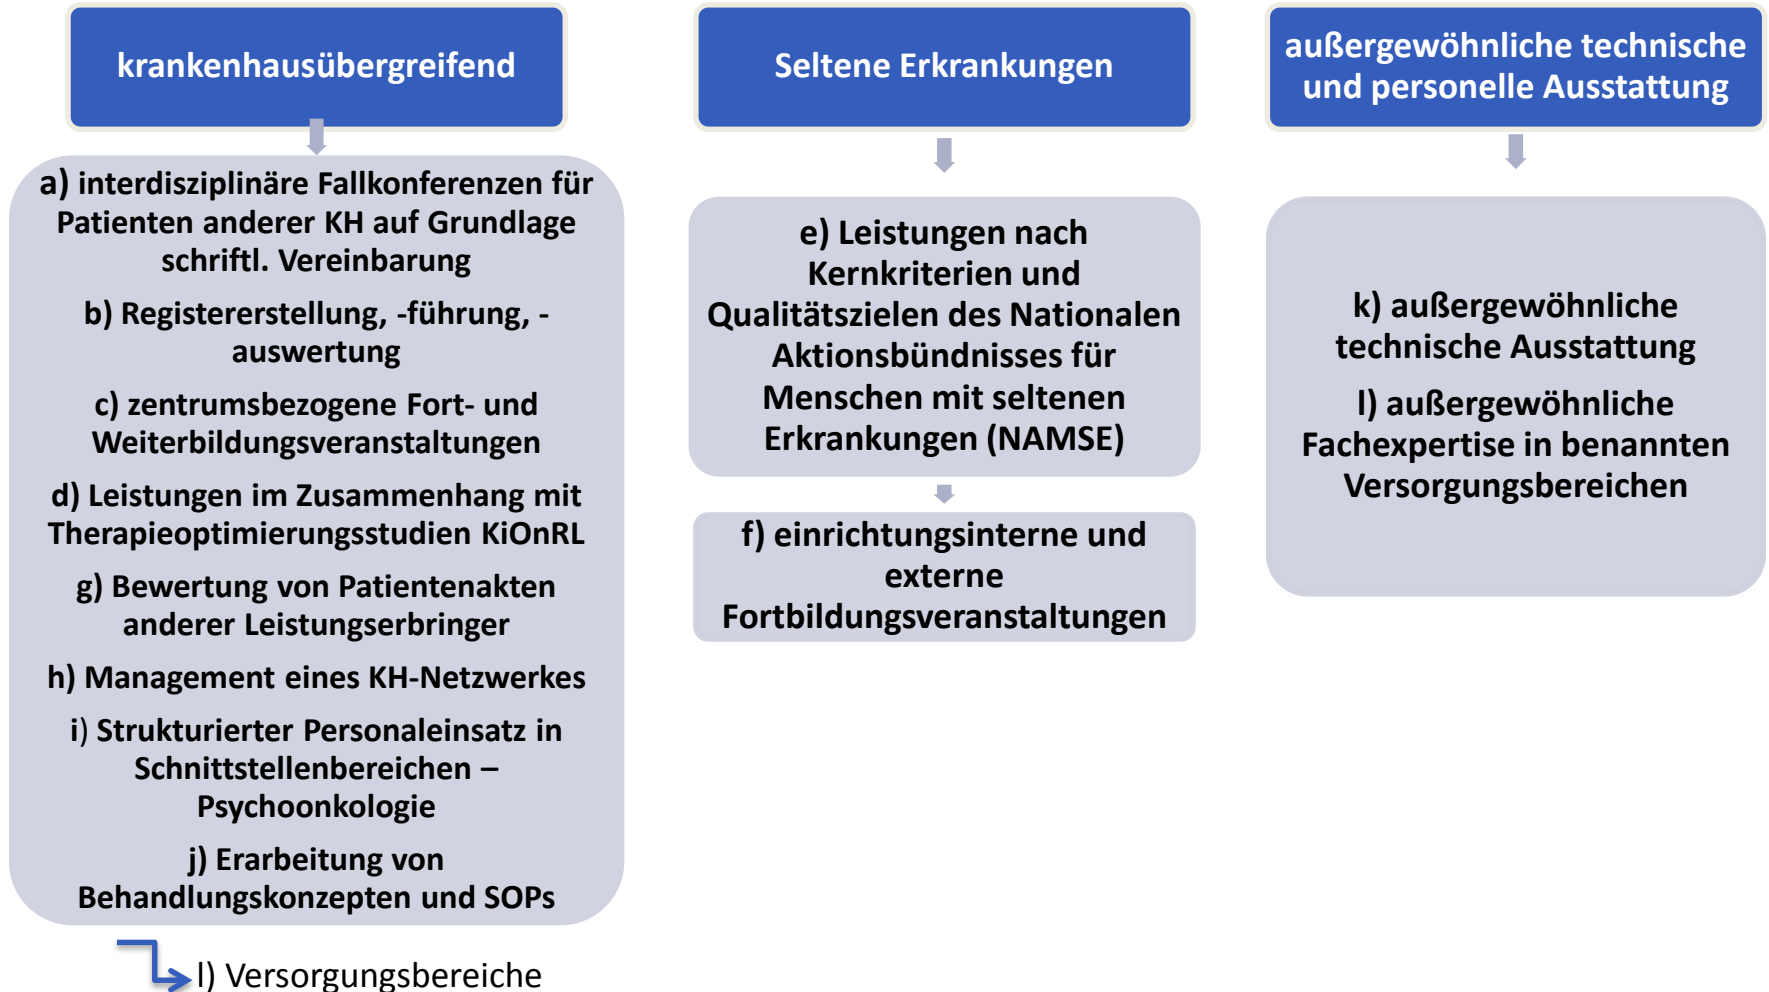 krankenhausübergreifend
a) interdisziplinäre Fallkonferenzen für
Patienten anderer KH auf Grundlage
schriftl. Vereinbarung
b) Registererstellung, -führung, -
auswertung
c) zentrumsbezogene Fort- und
Weiterbildungsveranstaltungen
d) Leistungen im Zusammenhang mit
Therapieoptimierungsstudien KiOnRL
g) Bewertung von Patientenakten
anderer Leistungserbringer
h) Management eines KH-Netzwerkes
i) Strukturierter Personaleinsatz in
Schnittstellenbereichen –
Psychoonkologie
j) Erarbeitung von
Behandlungskonzepten und SOPs
l) Versorgungsbereiche
Seltene Erkrankungen
e) Leistungen nach
Kernkriterien und
Qualitätszielen des Nationalen
Aktionsbündnisses für
Menschen mit seltenen
Erkrankungen (NAMSE)
f) einrichtungsinterne und
externe
Fortbildungsveranstaltungen
außergewöhnliche technische
und personelle Ausstattung
k) außergewöhnliche
technische Ausstattung
l) außergewöhnliche
Fachexpertise in benannten
Versorgungsbereichen